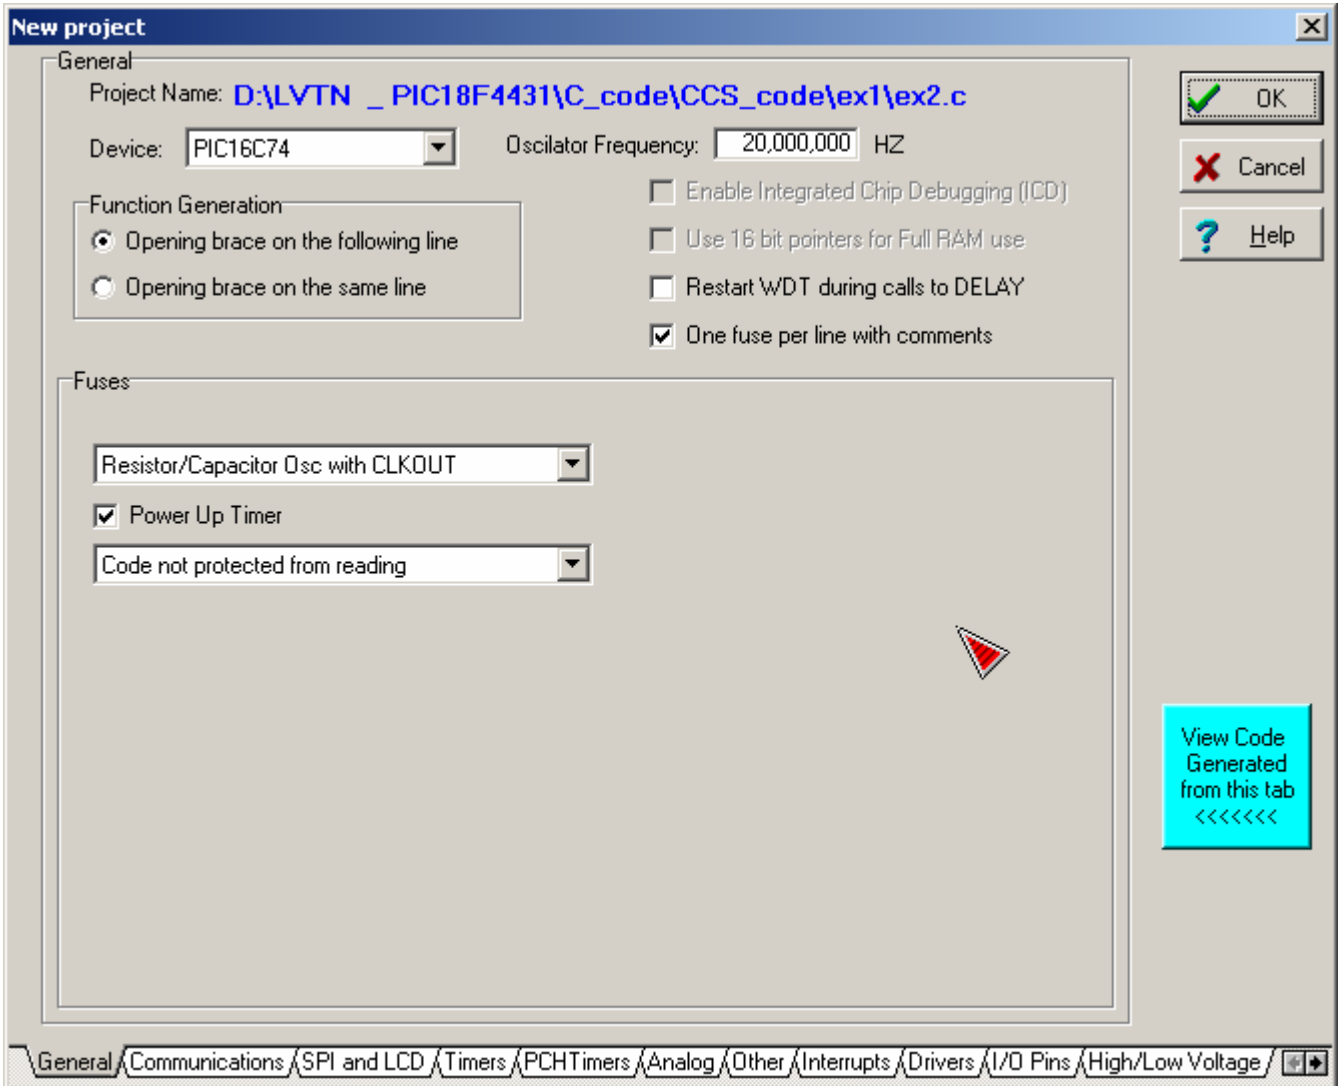 New project
General
Project Name: D:\LVTN _ PIC18F4431\C_code\CCS_code\ex1\ex2.c
OK
Device: PIC16C74
Oscilator Frequency: 20,000,000 HZ
Cancel
Enable Integrated Chip Debugging (ICD)
Function Generation
Opening brace on the following line
Use 16 bit pointers for Full RAM use
Help
Opening brace on the same line
Restart WDT during calls to DELAY
One fuse per line with comments
Fuses
Resistor/Capacitor Osc with CLKOUT
Power Up Timer
Code not protected from reading
View Code
Generated
from this tab
<<<<<<<
General Communications SPI and LCD Timers PCHTimers Analog Other Interrupts Drivers I/O Pins High/Low Voltage